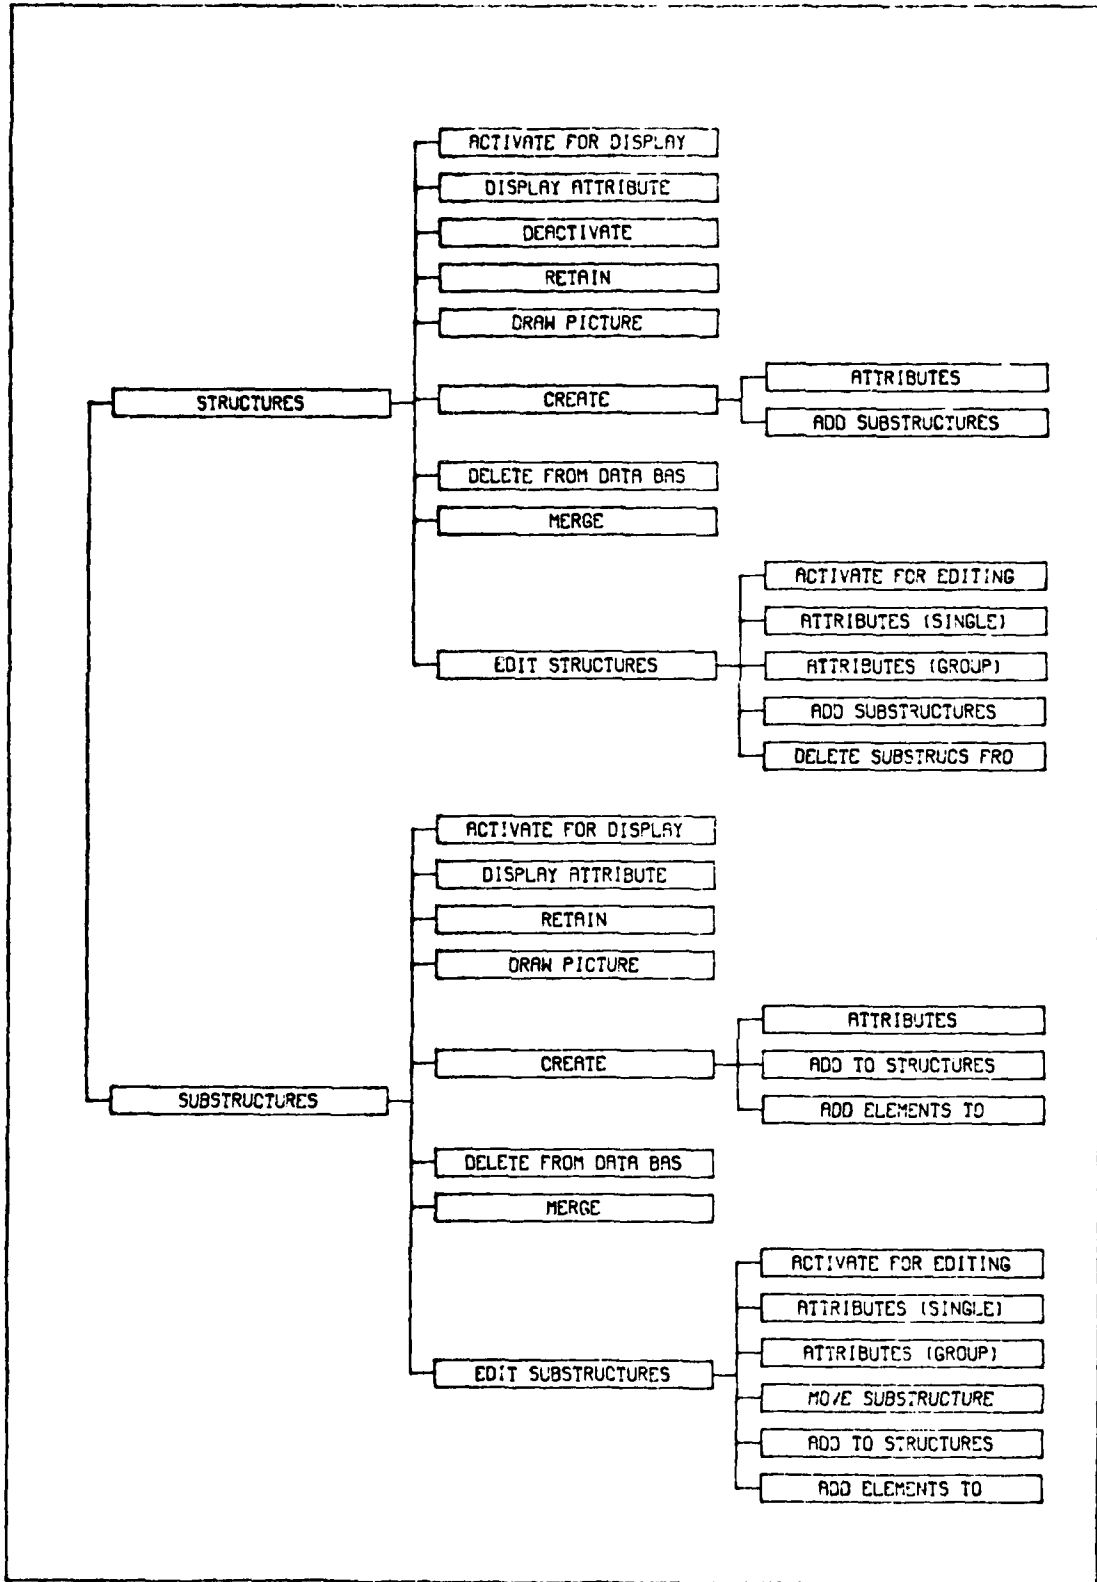 ACTIVATE FOR DISPLAY
DISPLAY ATTRIBUTE
DEACTIVATE
RETAIN
DRAW PICTURE
STRUCTURES
CREATE
ATTRIBUTES
ADD SUBSTRUCTURES
DELETE FROM DATA BAS
MERGE
EDIT STRUCTURES
ACTIVATE FOR EDITING
ATTRIBUTES (SINGLE)
ATTRIBUTES (GROUP)
ADD SUBSTRUCTURES
DELETE SUBSTRUCS FRO
ACTIVATE FOR DISPLAY
DISPLAY ATTRIBUTE
RETAIN
DRAW PICTURE
SUBSTRUCTURES
CREATE
ATTRIBUTES
ADD TO STRUCTURES
ADD ELEMENTS TO
DELETE FROM DATA BAS
MERGE
EDIT SUBSTRUCTURES
ACTIVATE FOR EDITING
ATTRIBUTES (SINGLE)
ATTRIBUTES (GROUP)
MOVE SUBSTRUCTURE
ADD TO STRUCTURES
ADD ELEMENTS TO